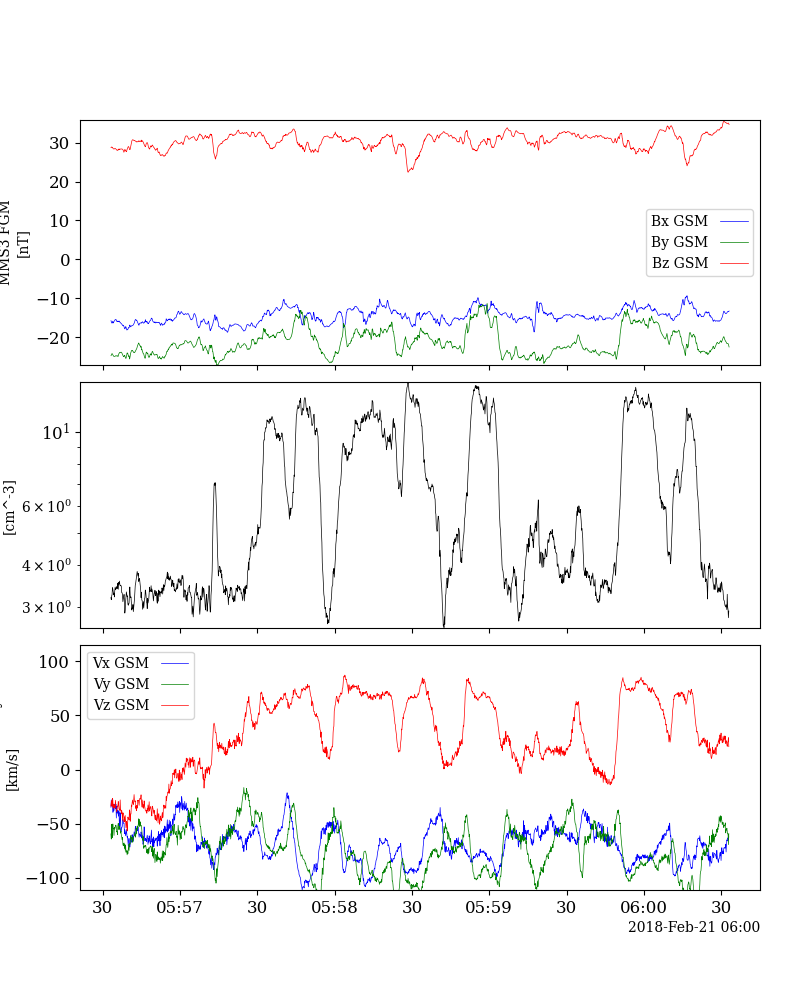 30
20
10
0
−10
−20
MMS3 FGM
[nT]
Bx GSM
By GSM
Bz GSM
10¹
6 × 10⁰
4 × 10⁰
3 × 10⁰
[cm^-3]
100
50
0
−50
−100
[km/s]
Vx GSM
Vy GSM
Vz GSM
30 05:57 30 05:58 30 05:59 30 06:00 30
2018-Feb-21 06:00